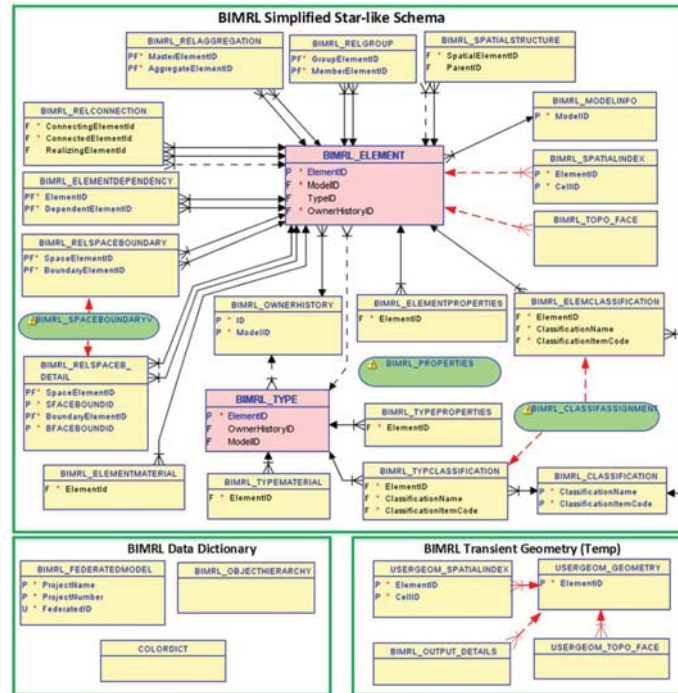 BIMRL Simplified Star-like Schema
BIMRL_RELAGGREGATION
PF* MasterElementID
PF* AggregateElementID
BIMRL_RELGROUP
PF* GroupElementID
PF* MemberElementID
BIMRL_SPATIALSTRUCTURE
F * SpatialElementID
F ParentID
BIMRL_RELCONNECTION
F * ConnectingElementId
F * ConnectedElementId
F RealizingElementId
BIMRL_MODELINFO
P * ModelID
BIMRL_ELEMENT
P * ElementID
F * ModelID
F TypeID
F * OwnerHistoryID
BIMRL_SPATIALINDEX
P * ElementID
P * CellID
BIMRL_ELEMENTDEPENDENCY
PF* ElementID
PF* DependentElementID
BIMRL_TOPO_FACE
BIMRL_RELSPACEBOUNDARY
PF* SpaceElementID
PF* BoundaryElementID
BIMRL_OWNERHISTORY
P * ID
P * ModelID
BIMRL_ELEMENTPROPERTIES
F * ElementID
BIMRL_ELEMCLASSIFICATION
F * ElementID
F * ClassificationName
F * ClassificationItemCode
BIMRL_SPACEBOUNDARYV
BIMRL_RELSPACEB_
DETAIL
PF* SpaceElementID
P * SFACEBOUNDID
PF* BoundaryElementID
P * BFACEBOUNDID
BIMRL_PROPERTIES
BIMRL_TYPE
P * ElementID
F OwnerHistoryID
F ModelID
BIMRL_TYPEPROPERTIES
F * ElementID
BIMRL_CLASSIFASSIGNMENT
BIMRL_ELEMENTMATERIAL
F * ElementId
BIMRL_TYPEMATERIAL
F * ElementID
BIMRL_TYPCLASSIFICATION
F * ElementID
F * ClassificationName
F * ClassificationItemCode
BIMRL_CLASSIFICATION
P * ClassificationName
P * ClassificationItemCode
BIMRL Data Dictionary
BIMRL_FEDERATEDMODEL
P * ProjectName
P * ProjectNumber
U * FederatedID
BIMRL_OBJECTHIERARCHY
COLORDICT
BIMRL Transient Geometry (Temp)
USERGEOM_SPATIALINDEX
P * ElementID
P * CellID
USERGEOM_GEOMETRY
P * ElementID
BIMRL_OUTPUT_DETAILS
USERGEOM_TOPO_FACE